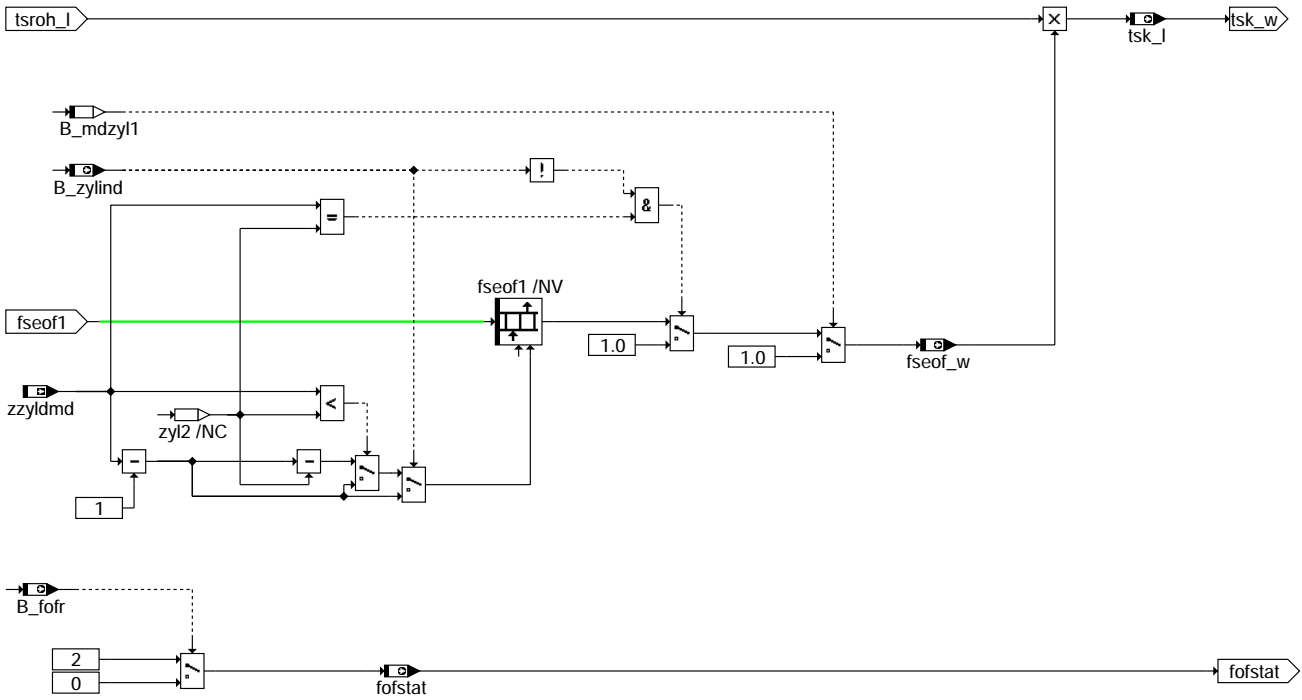 tsroh_l
tsk_l
tsk_w
B_mdzyl1
B_zylind
!
&
=
fseof1 /NV
fseof1
1.0
1.0
fseof_w
zzyldmd
<
zyl2 /NC
-
-
1
B_fofr
2
0
fofstat
fofstat